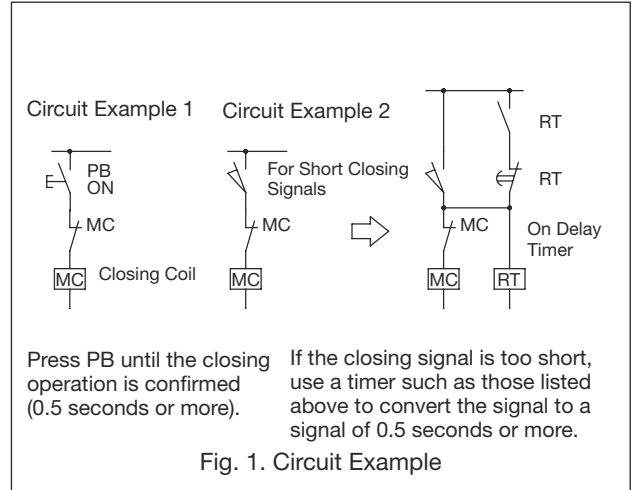 Circuit Example 1
PB
ON
MC
MC
Closing Coil
Circuit Example 2
For Short Closing
Signals
MC
MC
RT
RT
MC
On Delay
Timer
MC
RT
Press PB until the closing
operation is confirmed
(0.5 seconds or more).
If the closing signal is too short,
use a timer such as those listed
above to convert the signal to a
signal of 0.5 seconds or more.
Fig. 1. Circuit Example